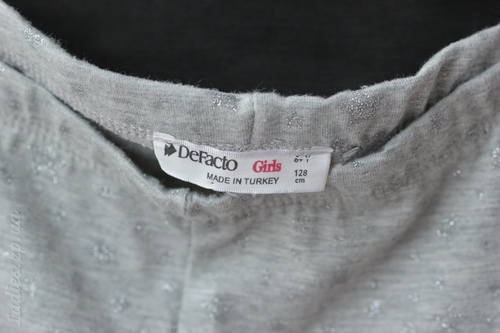 DeFacto Girls
MADE IN TURKEY
128
cm